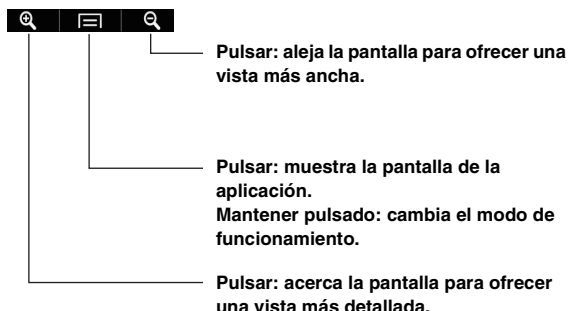 Pulsar: aleja la pantalla para ofrecer una
vista más ancha.
Pulsar: muestra la pantalla de la
aplicación.
Mantener pulsado: cambia el modo de
funcionamiento.
Pulsar: acerca la pantalla para ofrecer
una vista más detallada.